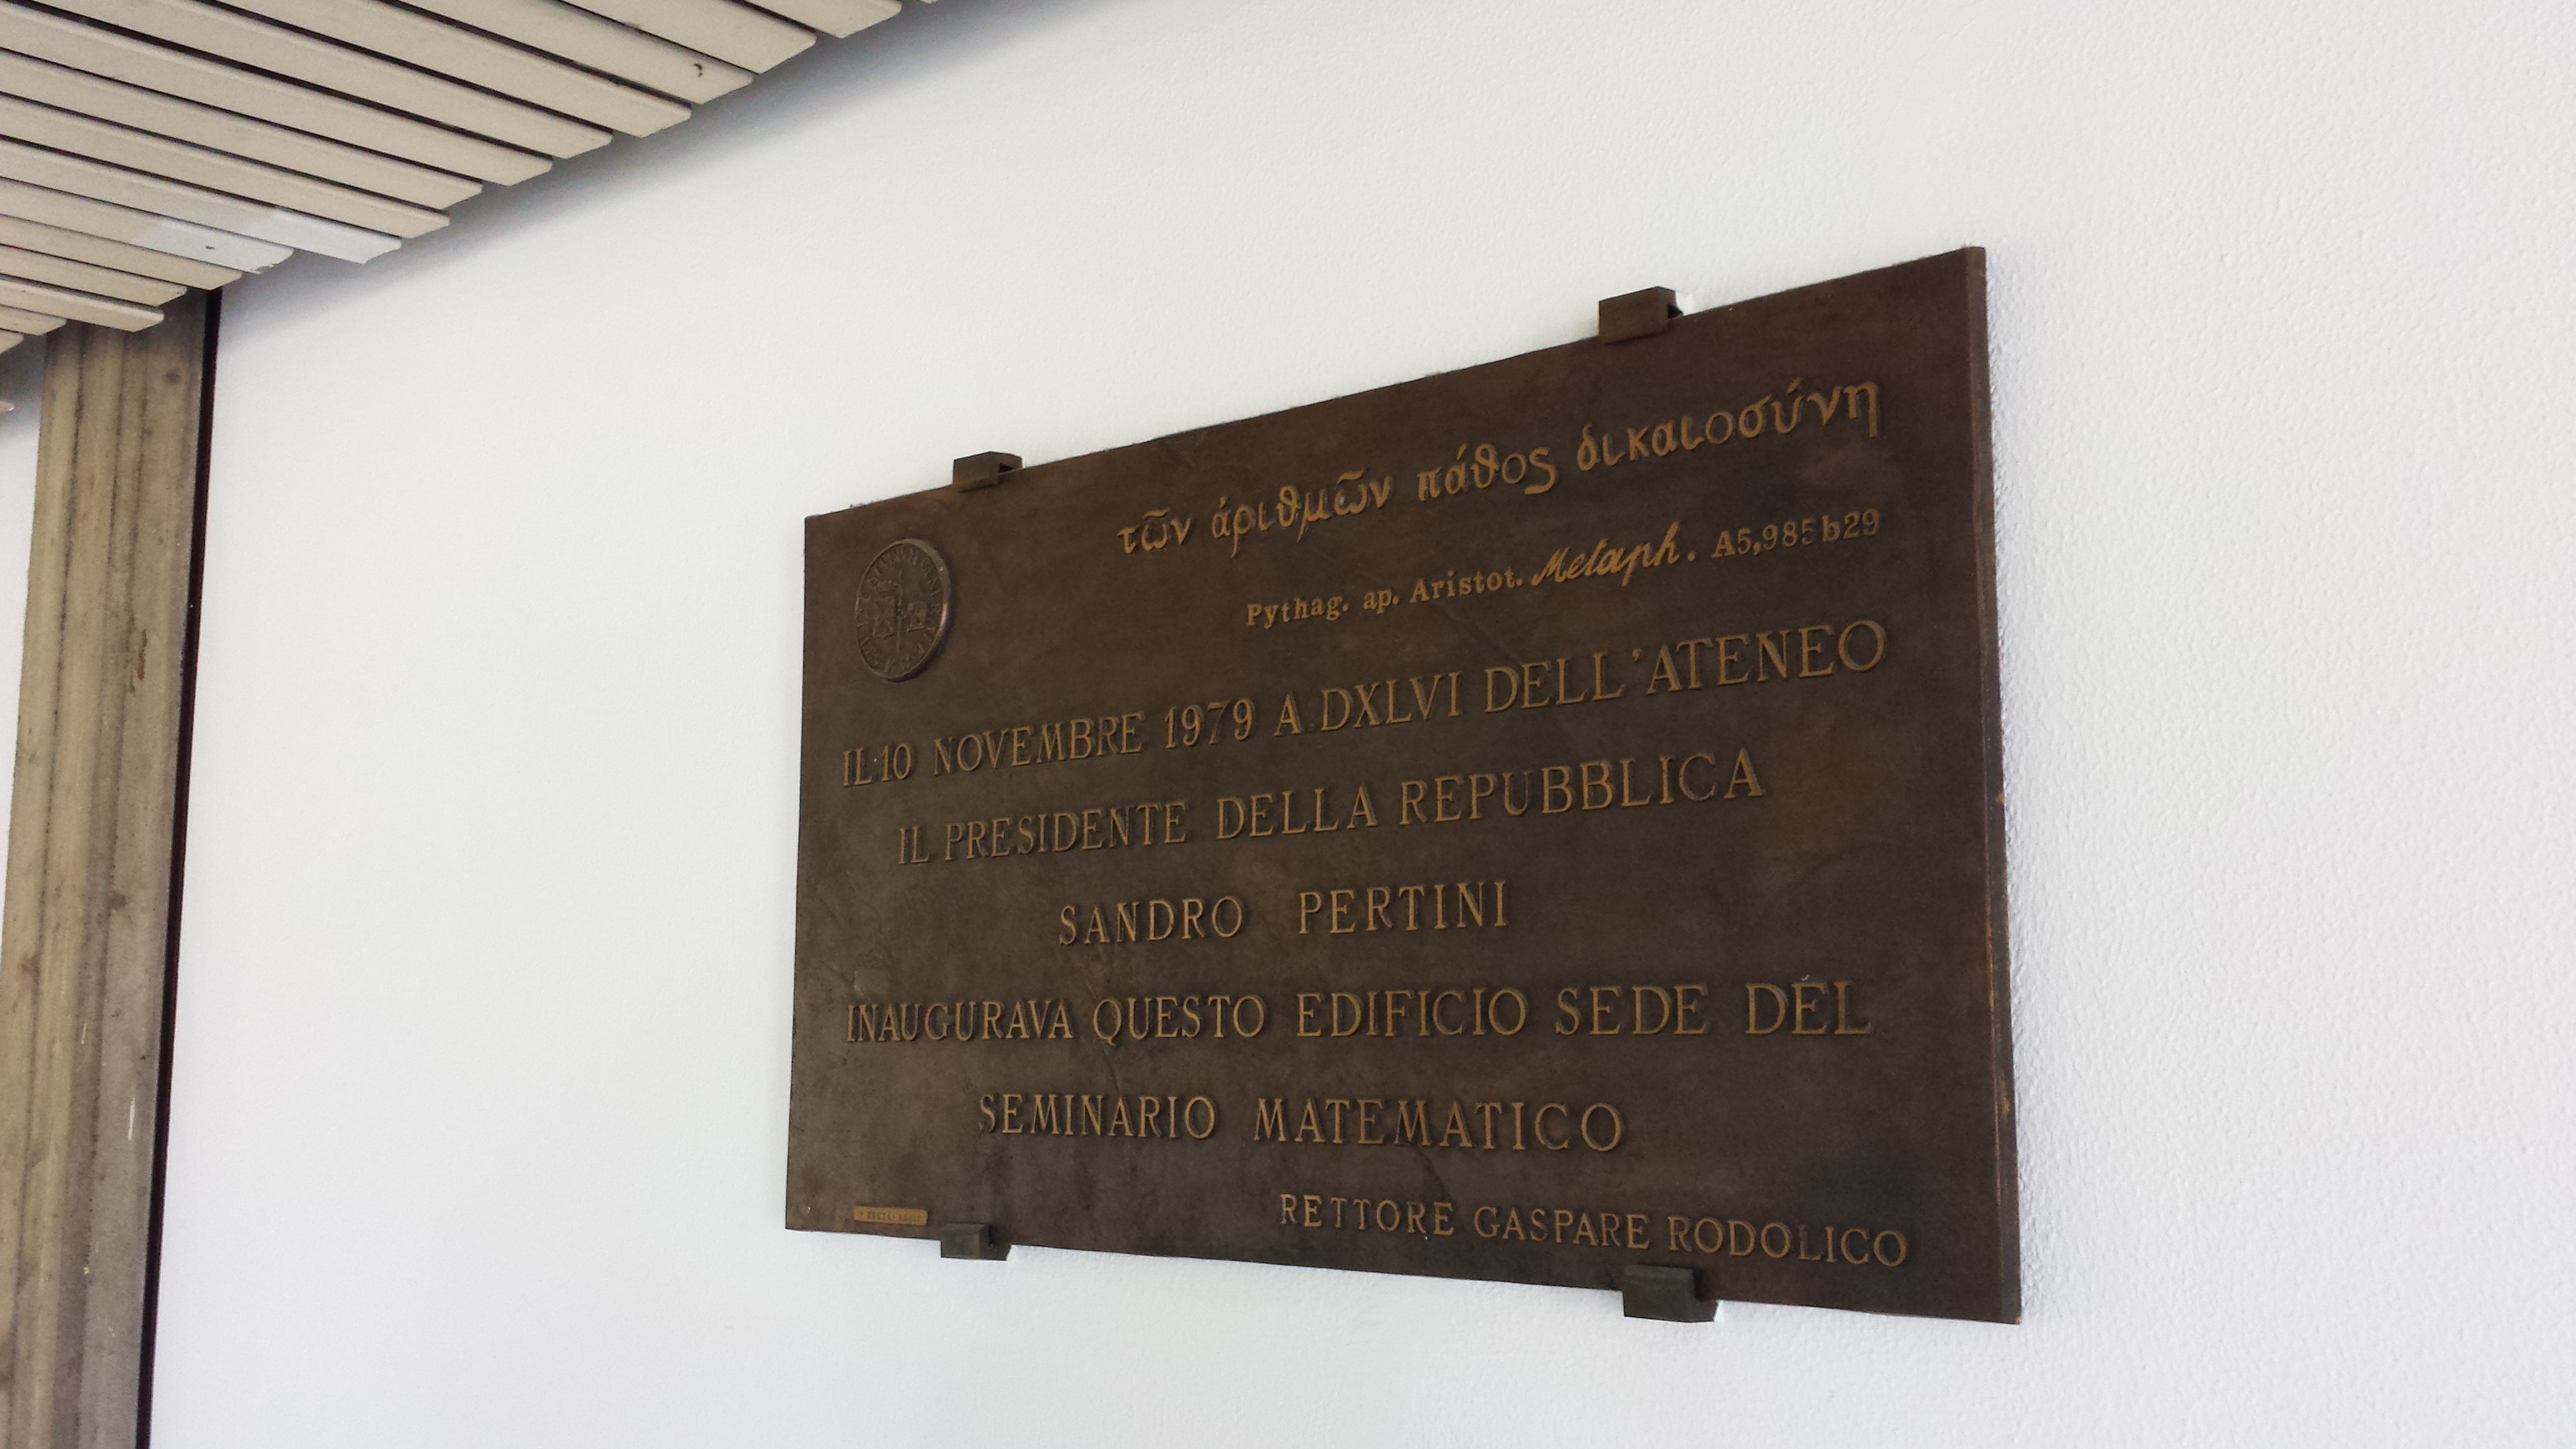 τῶν ἀριθμῶν πάθος δικαιοσύνη
Pythag. ap. Aristot. Metaph. A5,985b29
IL 10 NOVEMBRE 1979 A.DXLVI DELL'ATENEO
IL PRESIDENTE DELLA REPUBBLICA
SANDRO PERTINI
INAUGURAVA QUESTO EDIFICIO SEDE DEL
SEMINARIO MATEMATICO
RETTORE GASPARE RODOLICO